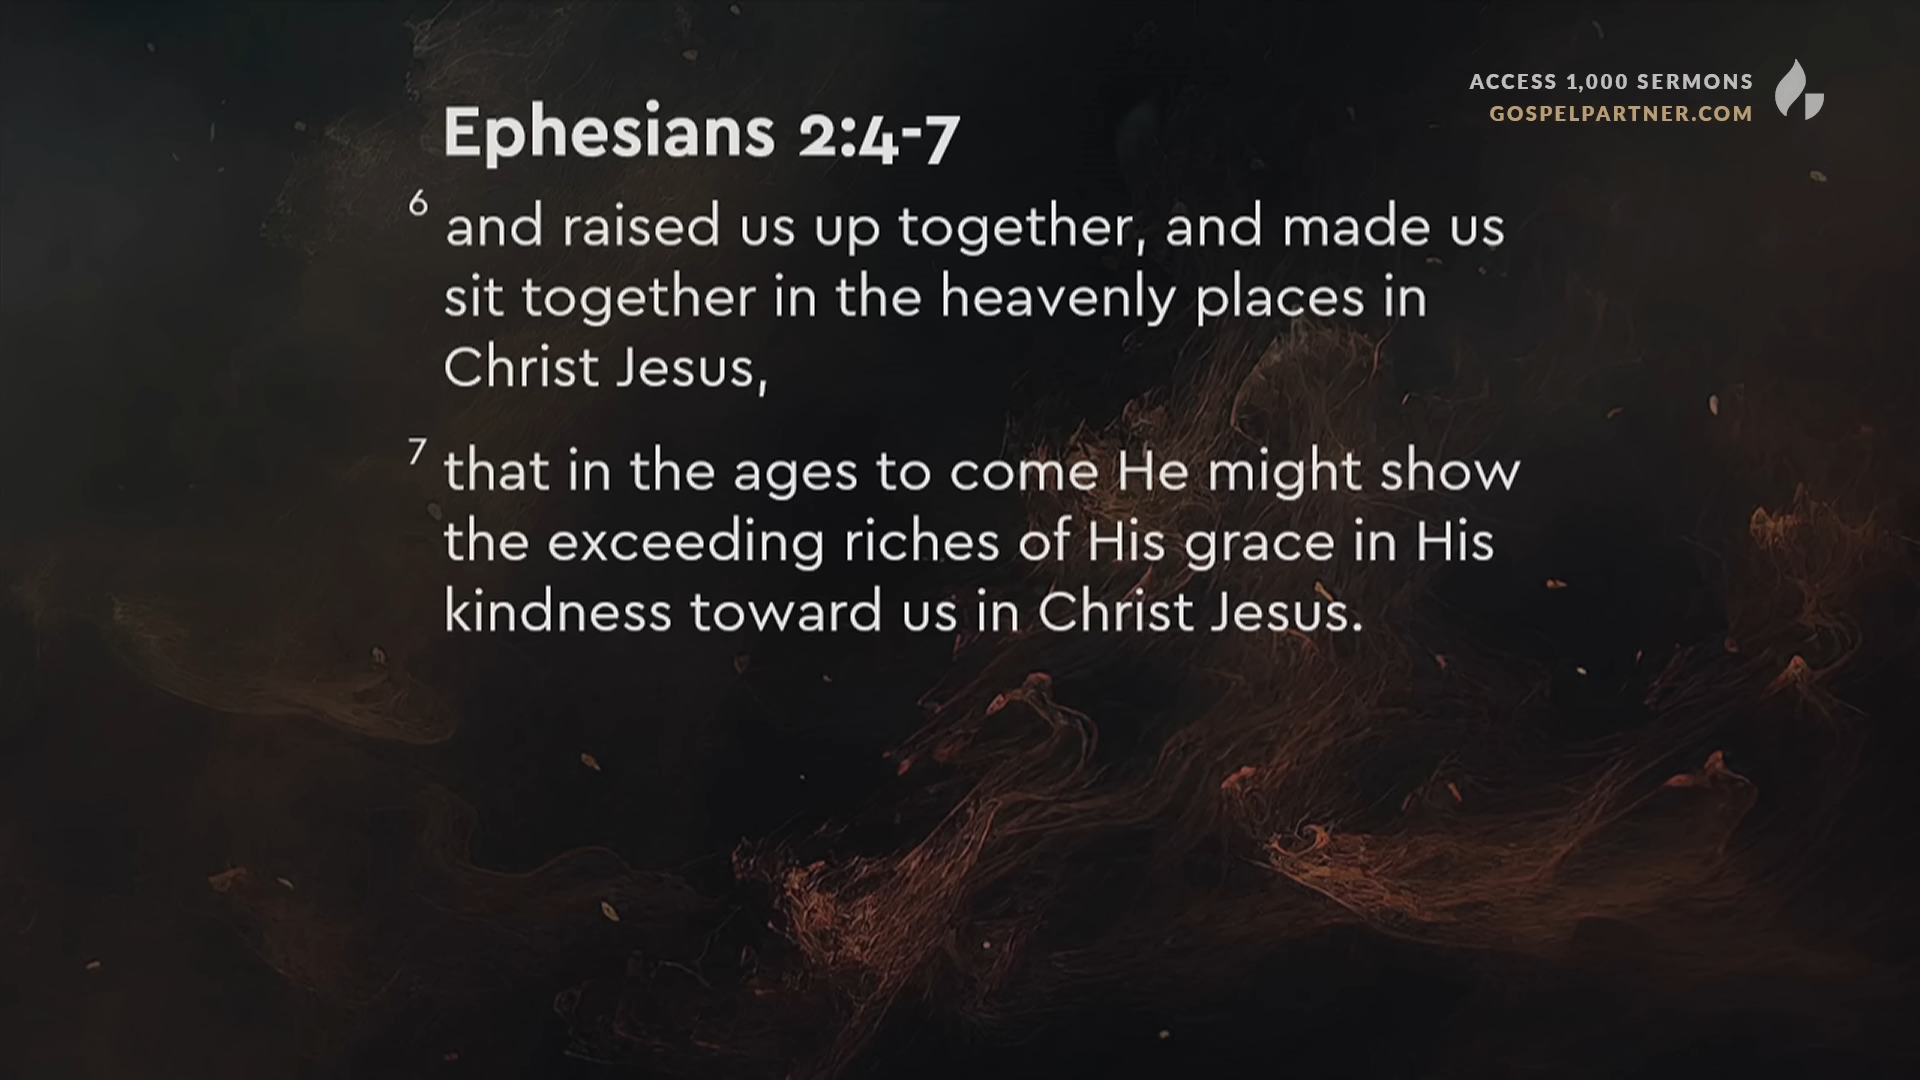 ACCESS 1,000 SERMONS
GOSPELPARTNER.COM
Ephesians 2:4-7
6 and raised us up together, and made us
sit together in the heavenly places in
Christ Jesus,
7 that in the ages to come He might show
the exceeding riches of His grace in His
kindness toward us in Christ Jesus.